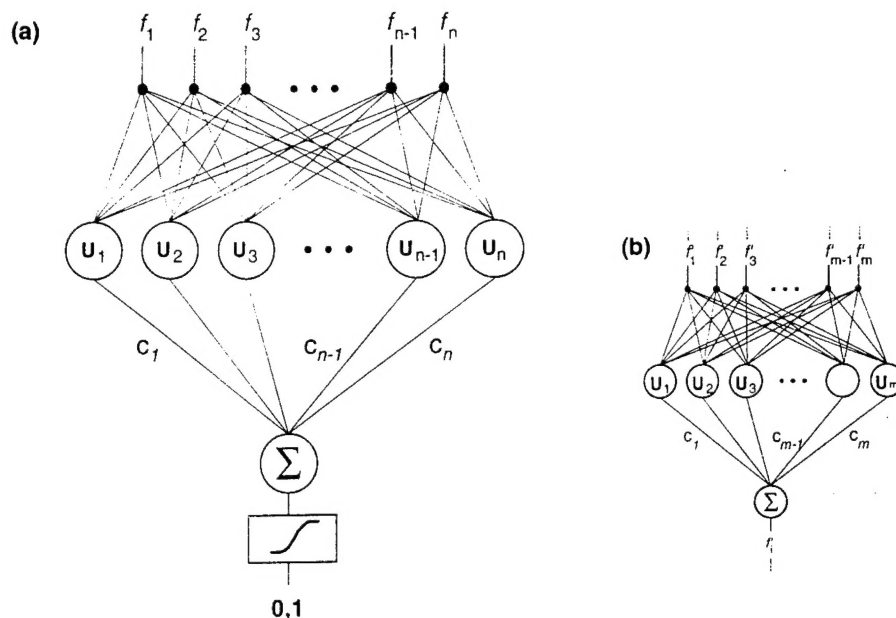 (a)
f1 f2 f3 • • • fn-1 fn
U1 U2 U3 • • • Un-1 Un
c1 cn-1 cn
Σ
0,1
(b)
f'1 f'2 f'3 • • • f'm-1 f'm
U1 U2 U3 • • • Um
c1 cm-1 cm
Σ